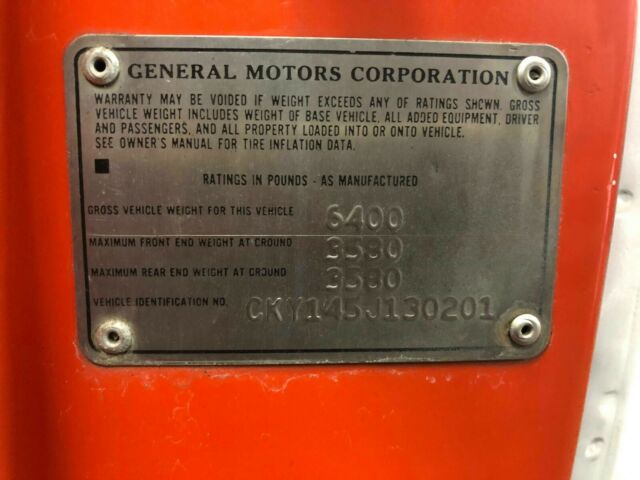 GENERAL MOTORS CORPORATION
WARRANTY MAY BE VOIDED IF WEIGHT EXCEEDS ANY OF RATINGS SHOWN. GROSS
VEHICLE WEIGHT INCLUDES WEIGHT OF BASE VEHICLE, ALL ADDED EQUIPMENT, DRIVER
AND PASSENGERS, AND ALL PROPERTY LOADED INTO OR ONTO VEHICLE.
SEE OWNER'S MANUAL FOR TIRE INFLATION DATA.
RATINGS IN POUNDS - AS MANUFACTURED
GROSS VEHICLE WEIGHT FOR THIS VEHICLE 6400
MAXIMUM FRONT END WEIGHT AT GROUND 3580
MAXIMUM REAR END WEIGHT AT GROUND 3580
VEHICLE IDENTIFICATION NO. CKY145J130201